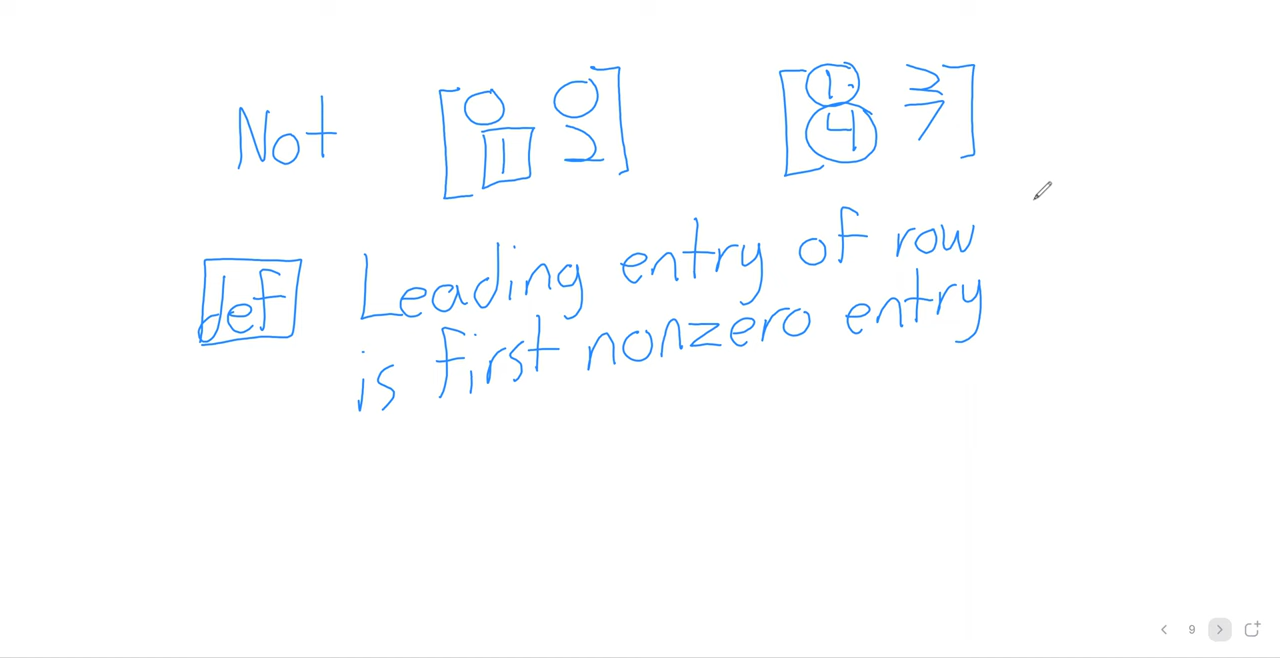 Not [0 0 [1 3]
1 2] 4 7]
def Leading entry of row
is first nonzero entry
9